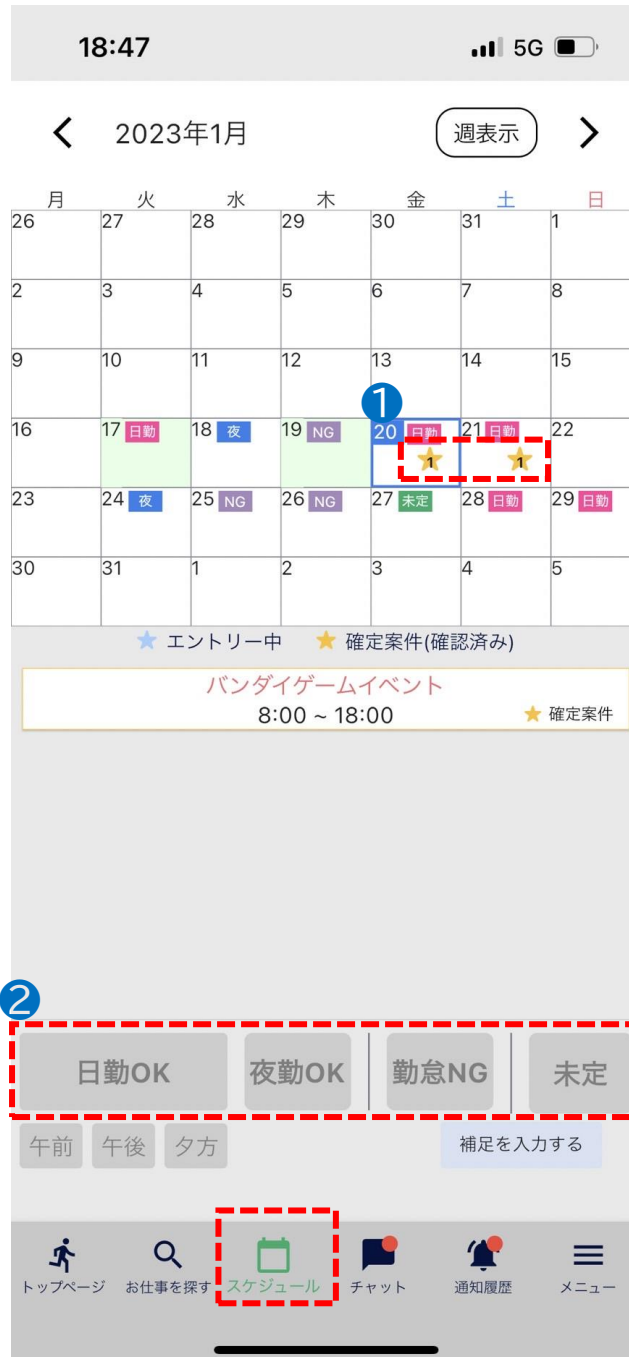 18:47 5G
2023年1月 週表示
月 火 水 木 金 土 日
26 27 28 29 30 31 1
2 3 4 5 6 7 8
9 10 11 12 13 14 15
1
16 17 日勤 18 夜 19 NG 20 日勤 21 日勤 22
1 1
23 24 夜 25 NG 26 NG 27 未定 28 日勤 29 日勤
30 31 1 2 3 4 5
エントリー中 確定案件(確認済み)
バンダイゲームイベント
8:00 ~ 18:00 確定案件
2
日勤OK 夜勤OK 勤怠NG 未定
午前 午後 夕方 補足を入力する
トップページ お仕事を探す スケジュール チャット 通知履歴 メニュー